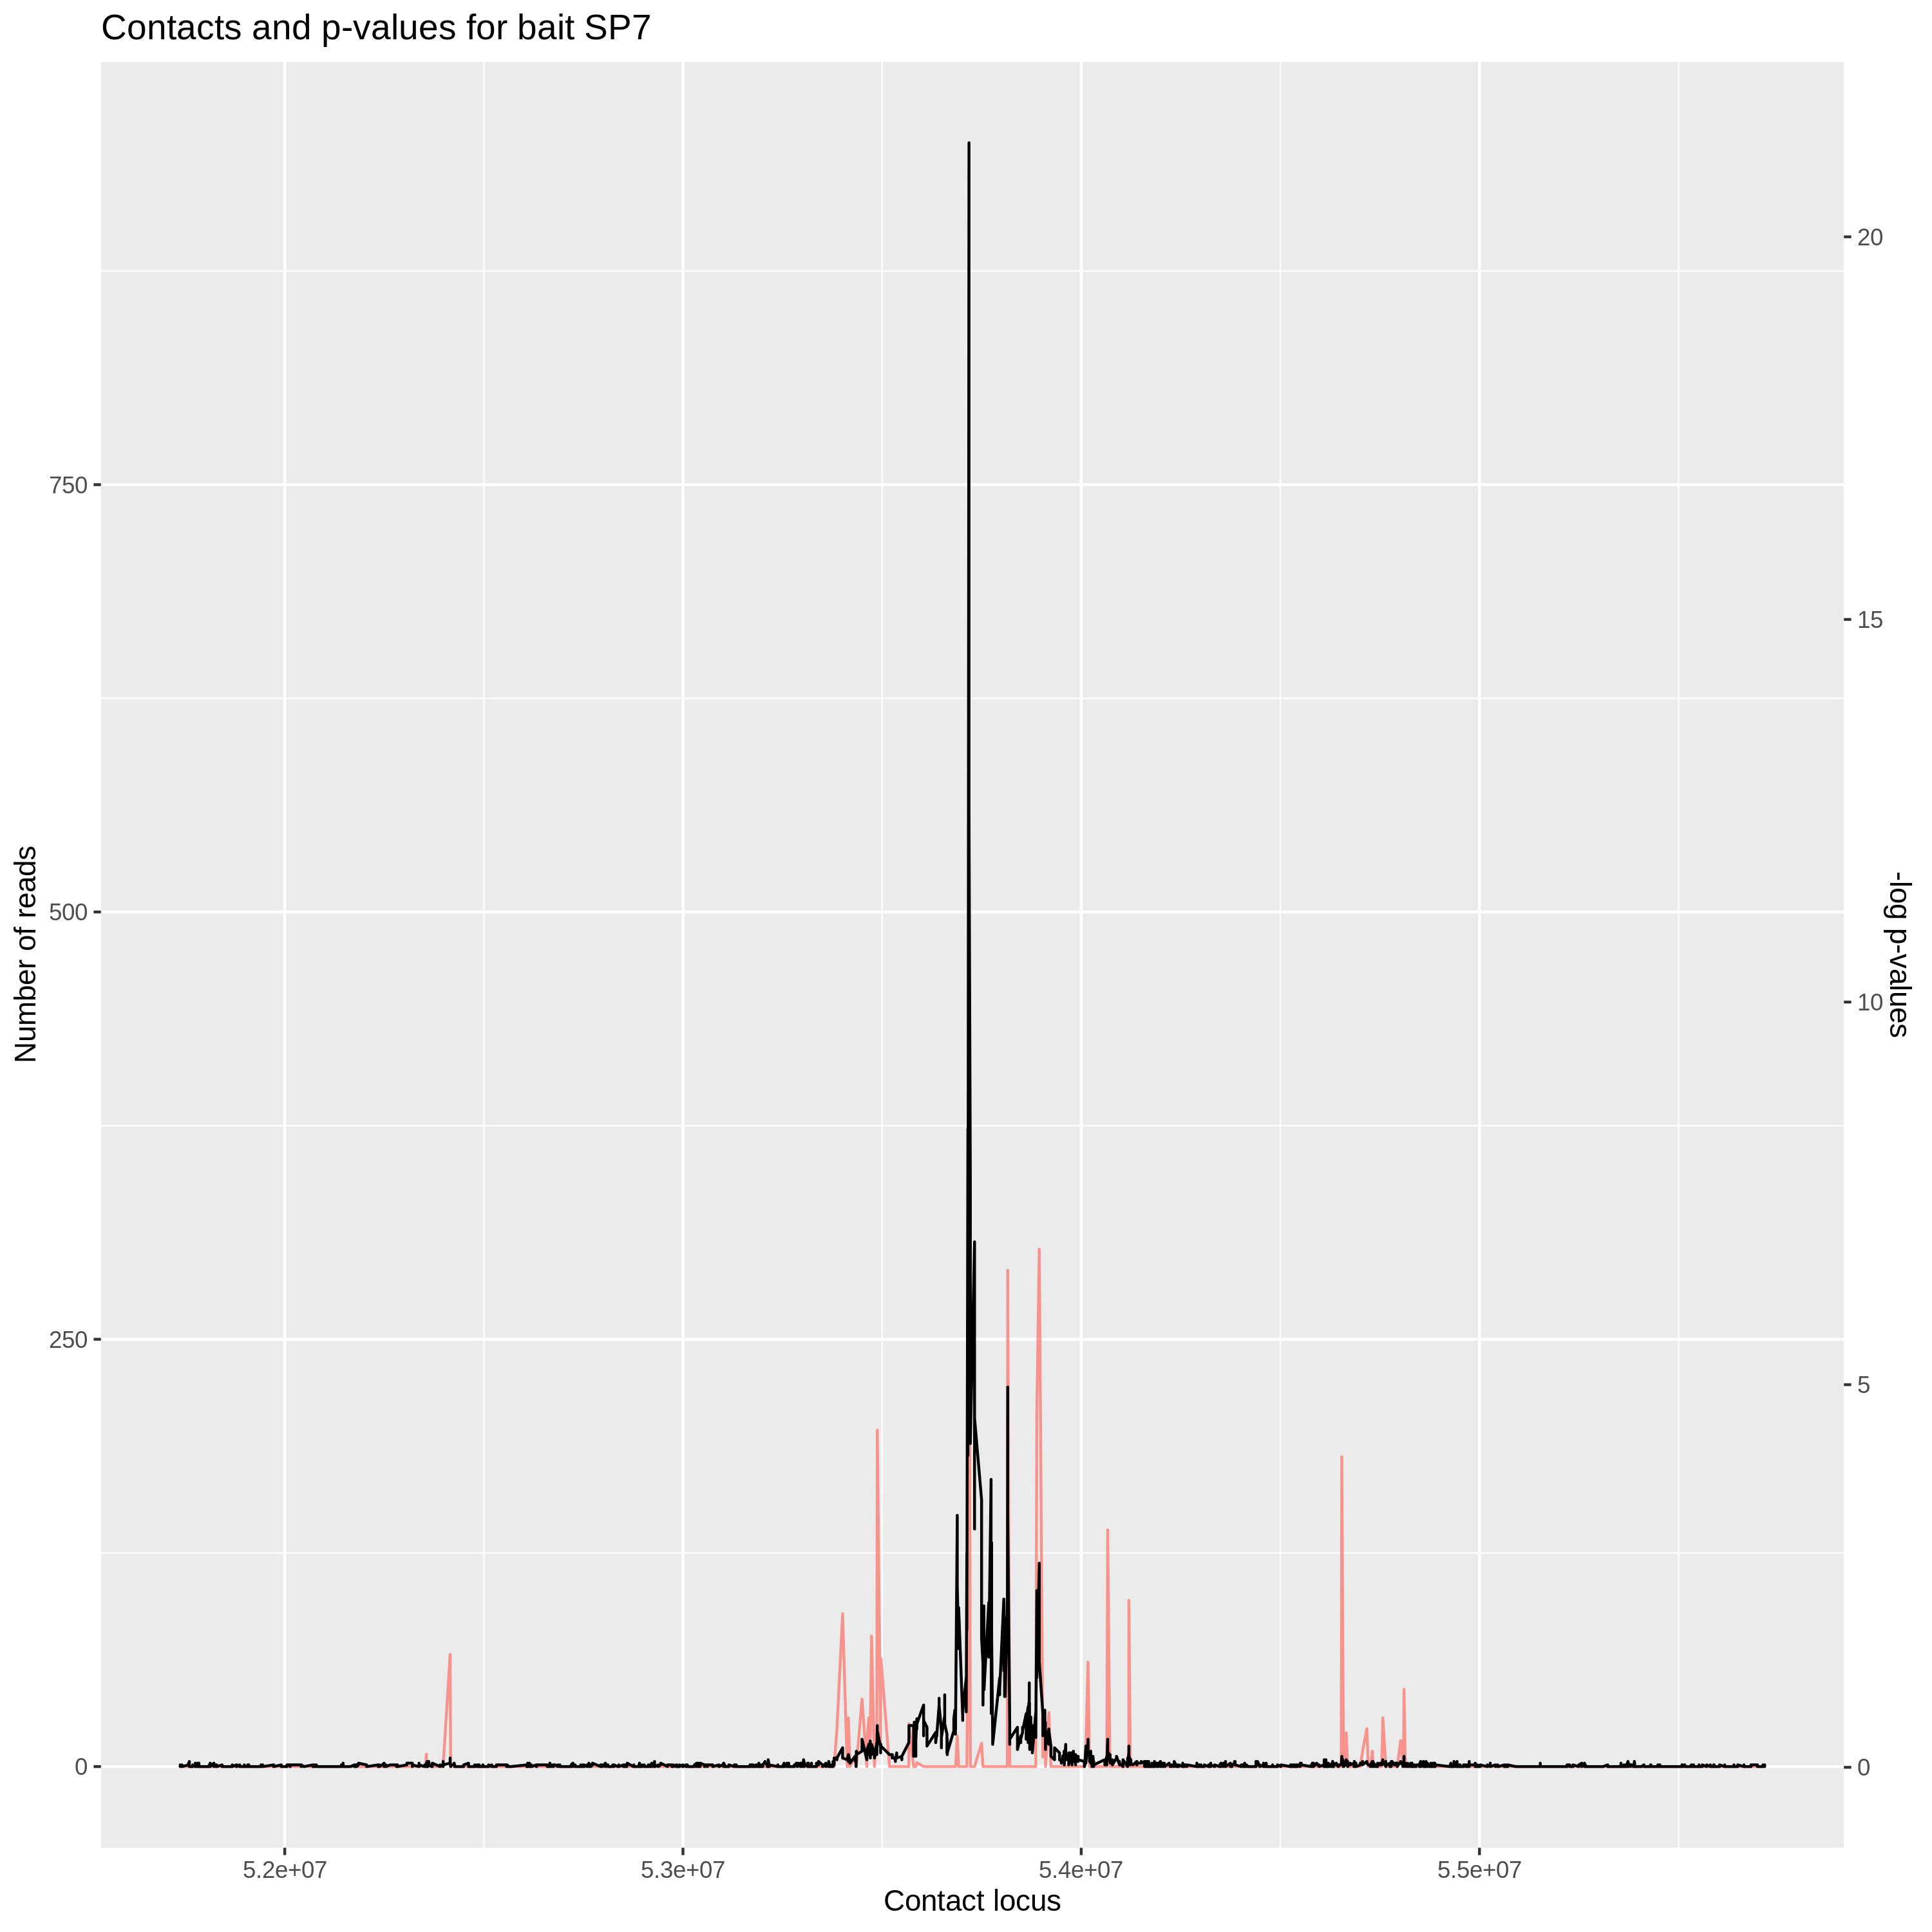 Contacts and p-values for bait SP7
Number of reads
750
500
250
0
20
15
10
5
0
-log p-values
5.2e+07 5.3e+07 5.4e+07 5.5e+07
Contact locus